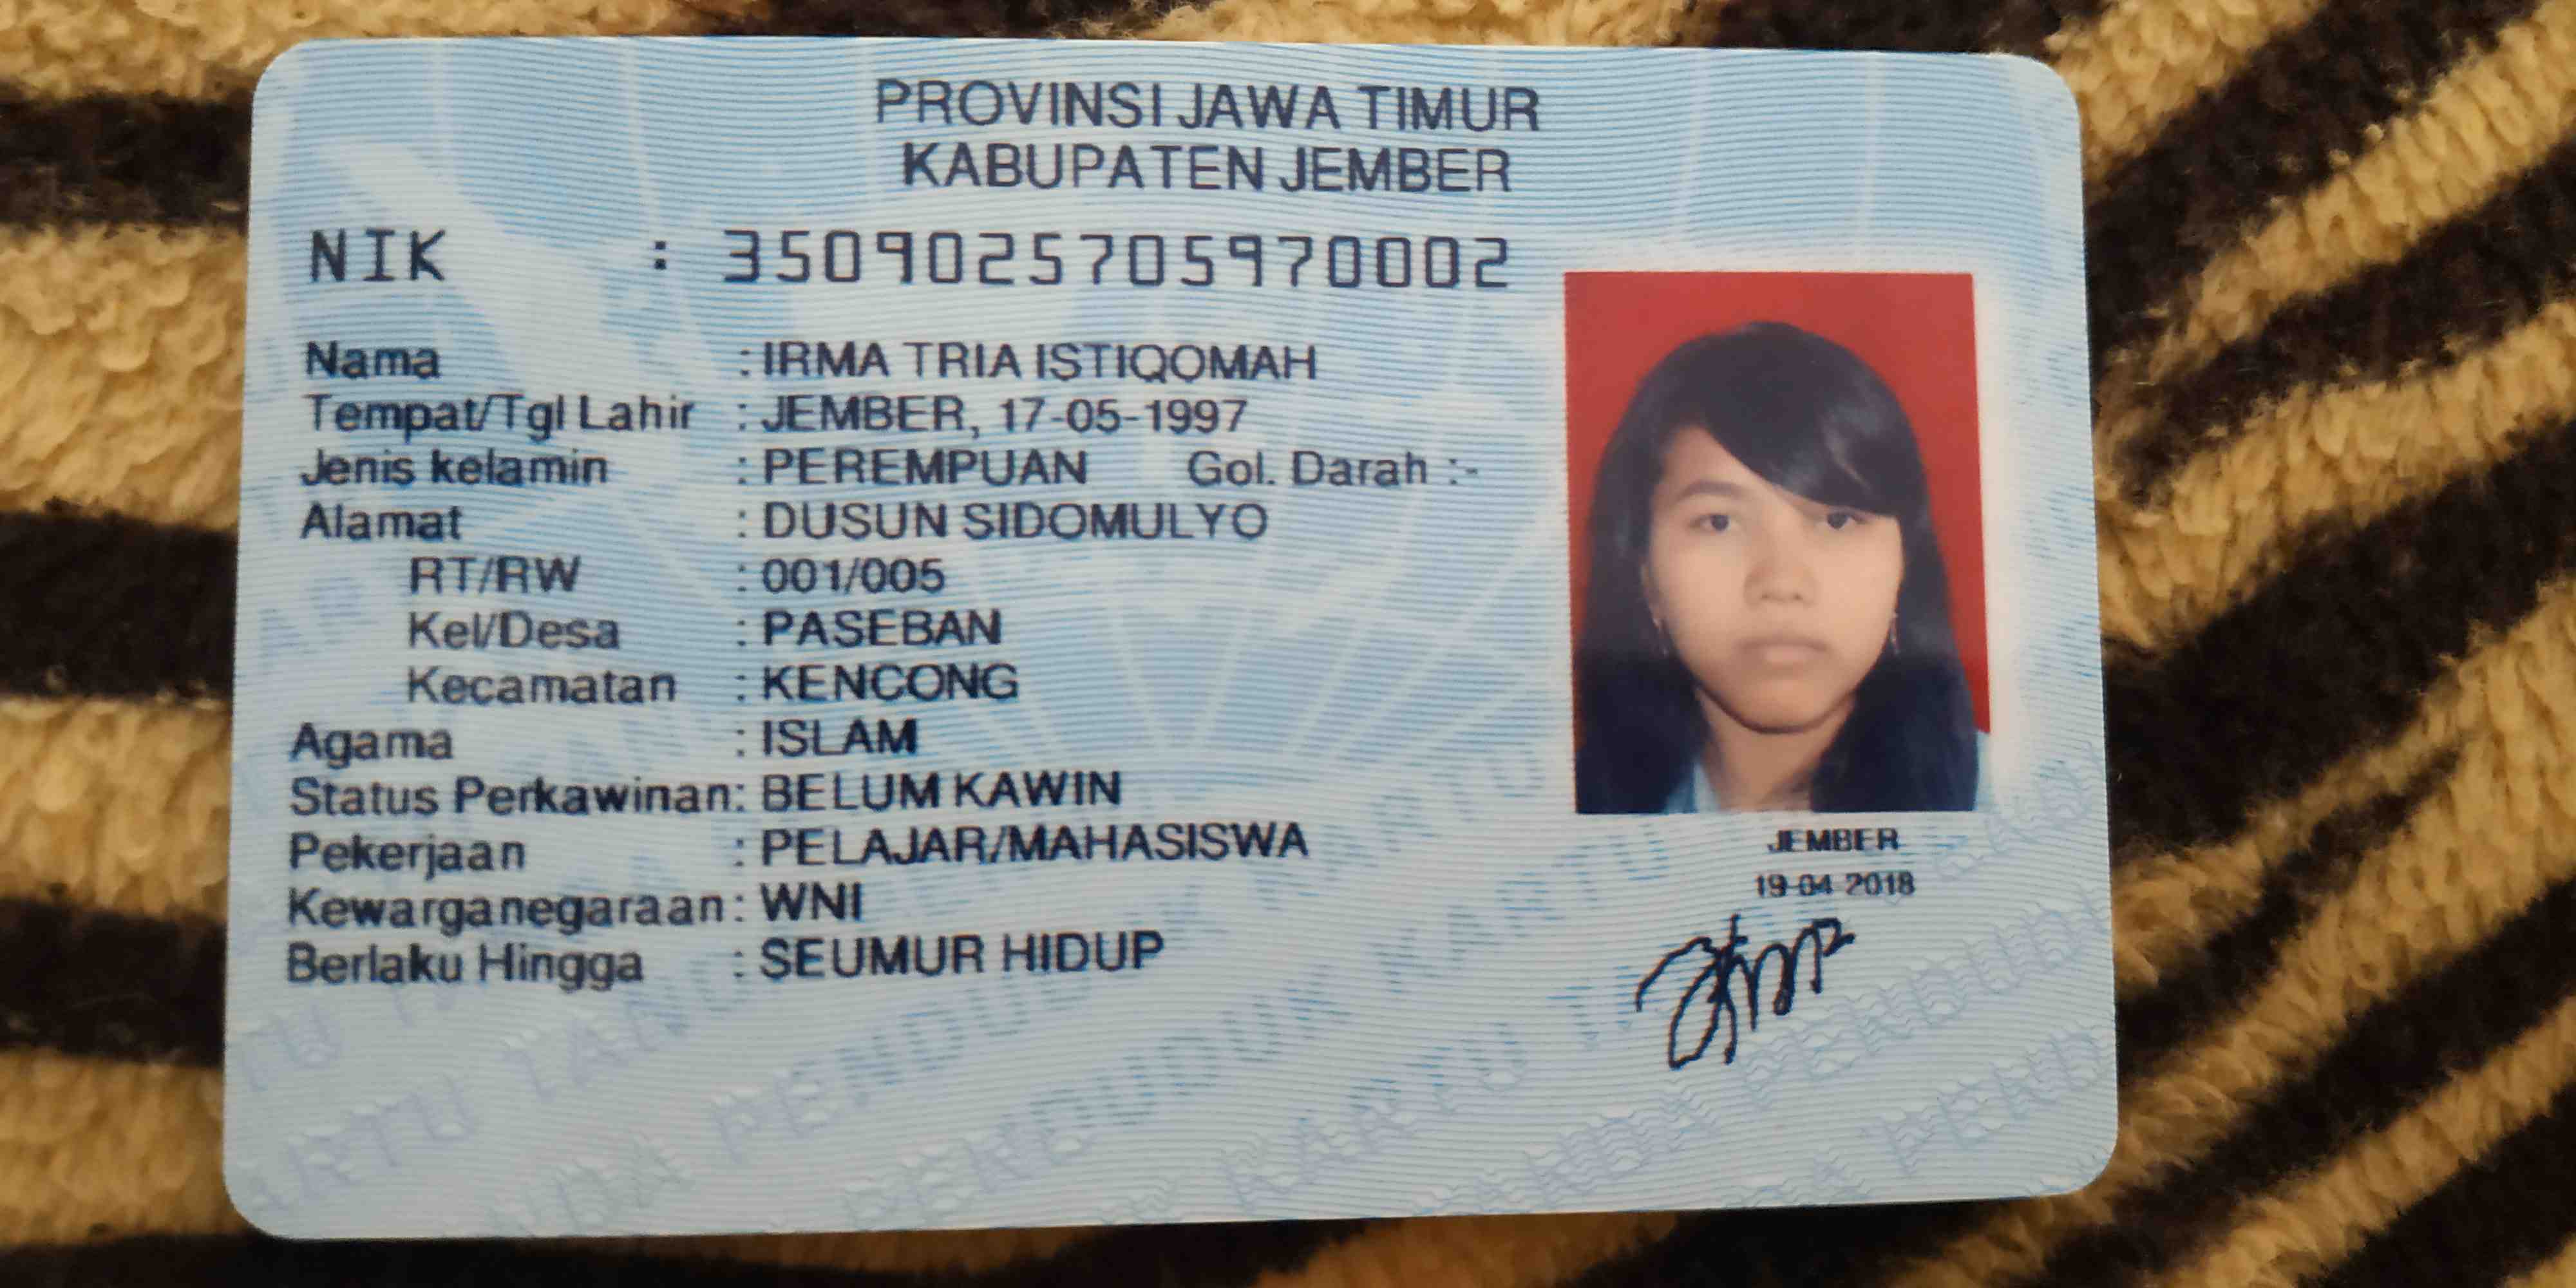 PROVINSI JAWA TIMUR
KABUPATEN JEMBER
NIK : 3509025705970002
Nama : IRMA TRIA ISTIQOMAH
Tempat/Tgl Lahir : JEMBER, 17-05-1997
Jenis kelamin : PEREMPUAN Gol. Darah :-
Alamat : DUSUN SIDOMULYO
RT/RW : 001/005
Kel/Desa : PASEBAN
Kecamatan : KENCONG
Agama : ISLAM
Status Perkawinan: BELUM KAWIN
Pekerjaan : PELAJAR/MAHASISWA
Kewarganegaraan: WNI
Berlaku Hingga : SEUMUR HIDUP
JEMBER
19-04-2018